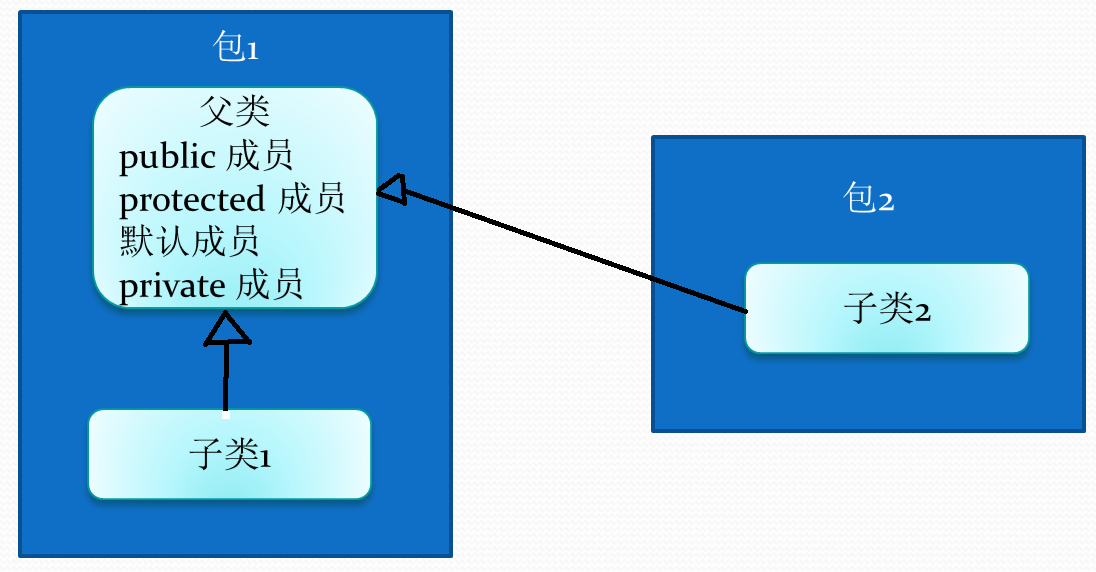 包1
父类
public 成员
protected 成员
默认成员
private 成员
子类1
包2
子类2